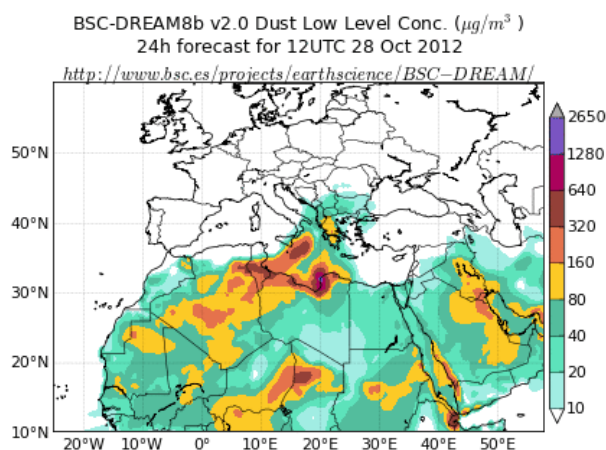 BSC-DREAM8b v2.0 Dust Low Level Conc. (μg/m³ )
24h forecast for 12UTC 28 Oct 2012
http://www.bsc.es/projects/earthscience/BSC−DREAM/
2650
1280
640
320
160
80
40
20
10
50°N
40°N
30°N
20°N
10°N
20°W 10°W 0° 10°E 20°E 30°E 40°E 50°E